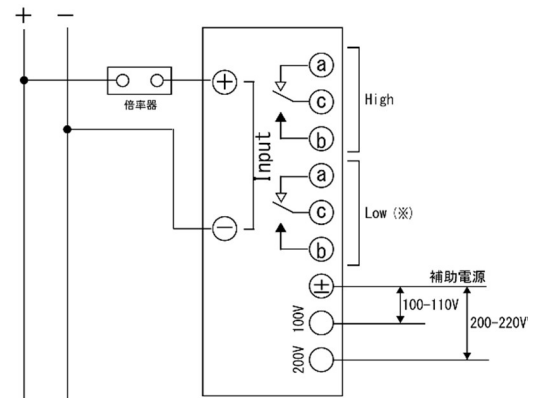 + −
倍率器
+
−
Input
a
c
b
High
a
c
b
Low (※)
±
補助電源
100V
100-110V
200V
200-220V